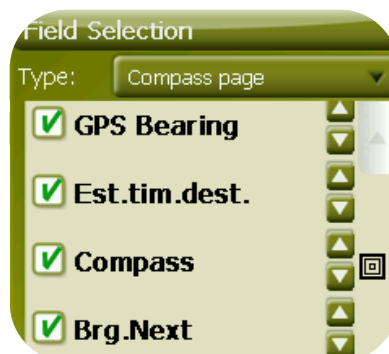 Field Selection
Type: Compass page
GPS Bearing
Est.tim.dest.
Compass
Brg.Next